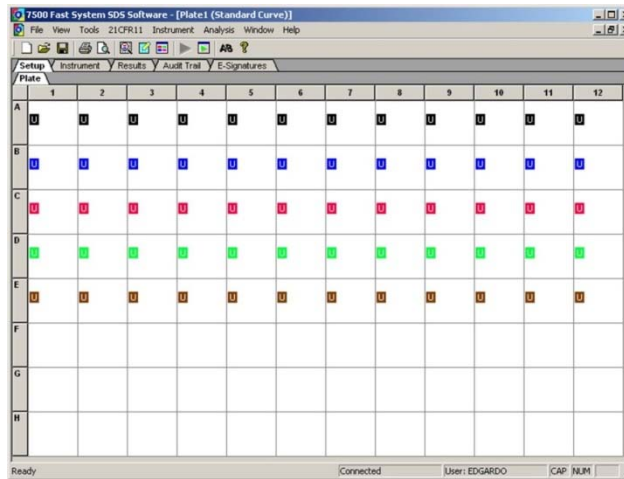 7500 Fast System SDS Software - [Plate1 (Standard Curve)]
File View Tools 21CFR11 Instrument Analysis Window Help
Setup Instrument Results Audit Trail E-Signatures
Plate
1 2 3 4 5 6 7 8 9 10 11 12
A
U U U U U U U U U U U U
B
U U U U U U U U U U U U
C
U U U U U U U U U U U U
D
U U U U U U U U U U U U
E
U U U U U U U U U U U U
F
G
H
Ready Connected User: EDGARDO CAP NUM